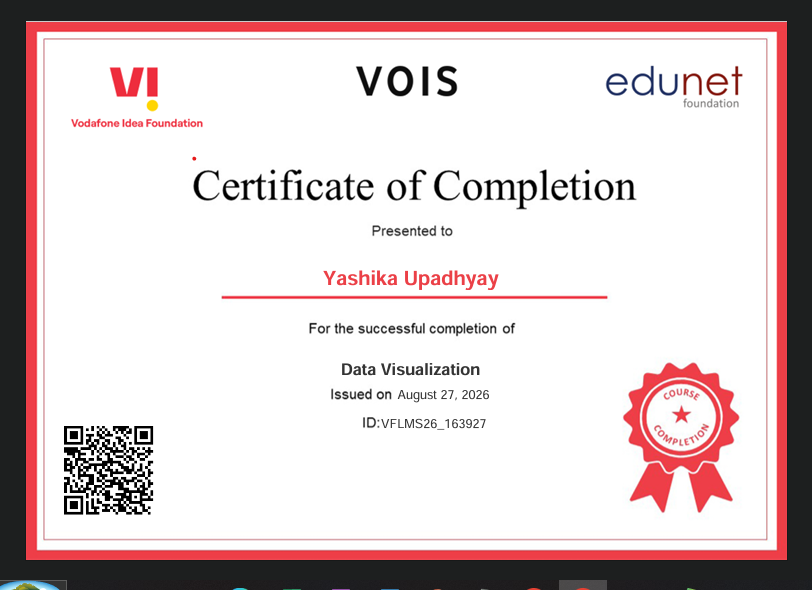 VI
Vodafone Idea Foundation
VOIS
edunet
foundation
Certificate of Completion
Presented to
Yashika Upadhyay
For the successful completion of
Data Visualization
Issued on August 27, 2026
ID:VFLMS26_163927
COURSE
COMPLETION